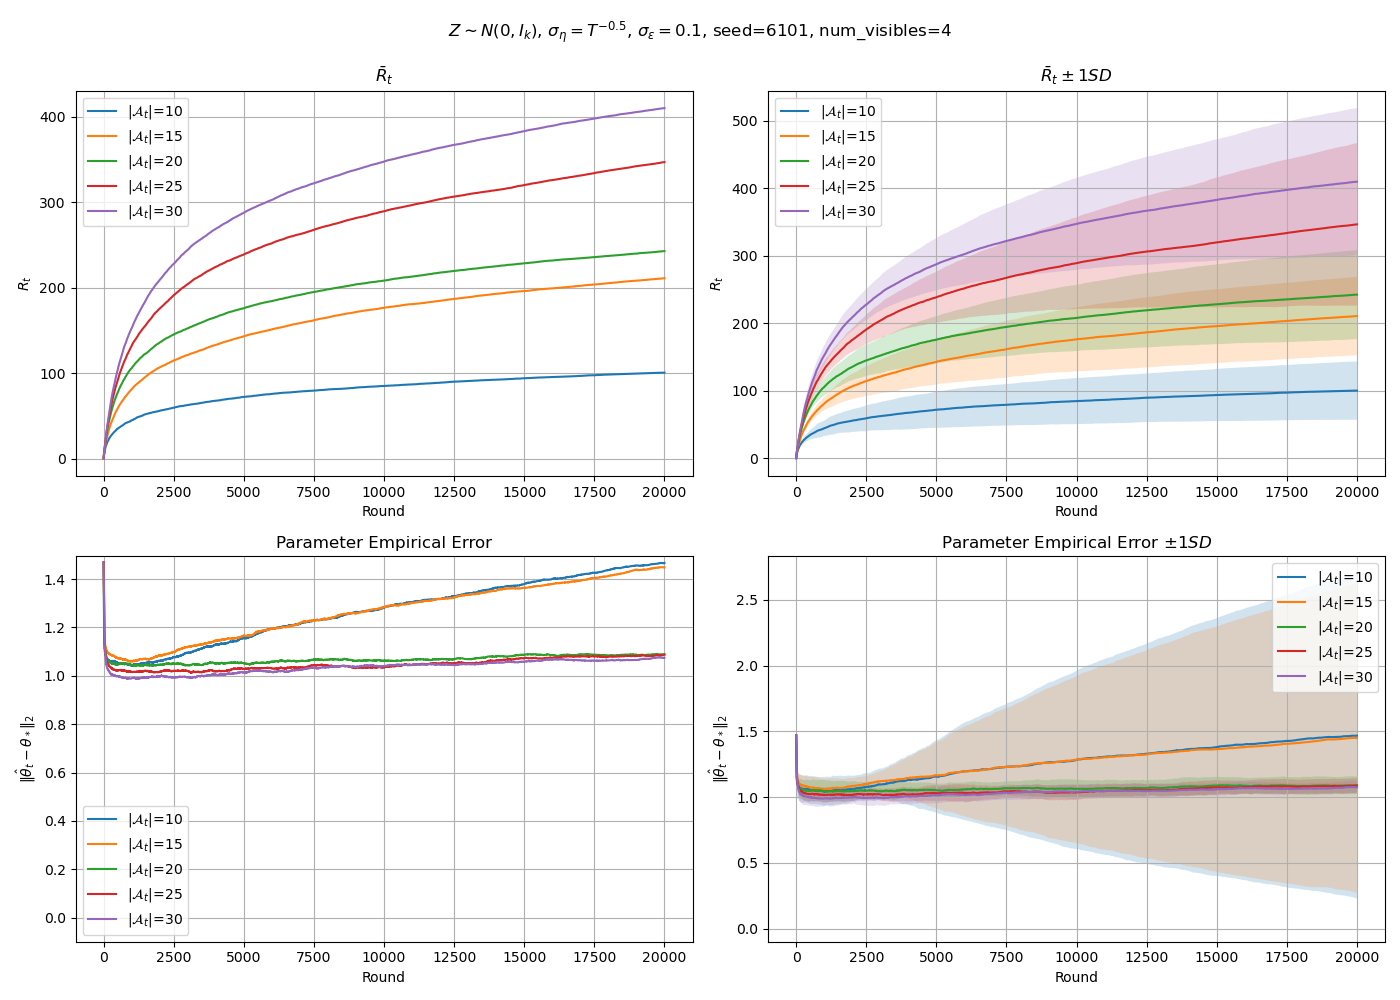 Z ∼ N(0, I_k), σ_η = T^{−0.5}, σ_ε = 0.1, seed=6101, num_visibles=4
R̄_t
R_t
400
300
200
100
0
|𝒜_t|=10
|𝒜_t|=15
|𝒜_t|=20
|𝒜_t|=25
|𝒜_t|=30
0 2500 5000 7500 10000 12500 15000 17500 20000
Round
R̄_t ± 1SD
R_t
500
400
300
200
100
0
|𝒜_t|=10
|𝒜_t|=15
|𝒜_t|=20
|𝒜_t|=25
|𝒜_t|=30
0 2500 5000 7500 10000 12500 15000 17500 20000
Round
Parameter Empirical Error
‖θ̂_t − θ_*‖_2
1.4
1.2
1.0
0.8
0.6
0.4
0.2
0.0
|𝒜_t|=10
|𝒜_t|=15
|𝒜_t|=20
|𝒜_t|=25
|𝒜_t|=30
0 2500 5000 7500 10000 12500 15000 17500 20000
Round
Parameter Empirical Error ±1SD
‖θ̂_t − θ_*‖_2
2.5
2.0
1.5
1.0
0.5
0.0
|𝒜_t|=10
|𝒜_t|=15
|𝒜_t|=20
|𝒜_t|=25
|𝒜_t|=30
0 2500 5000 7500 10000 12500 15000 17500 20000
Round